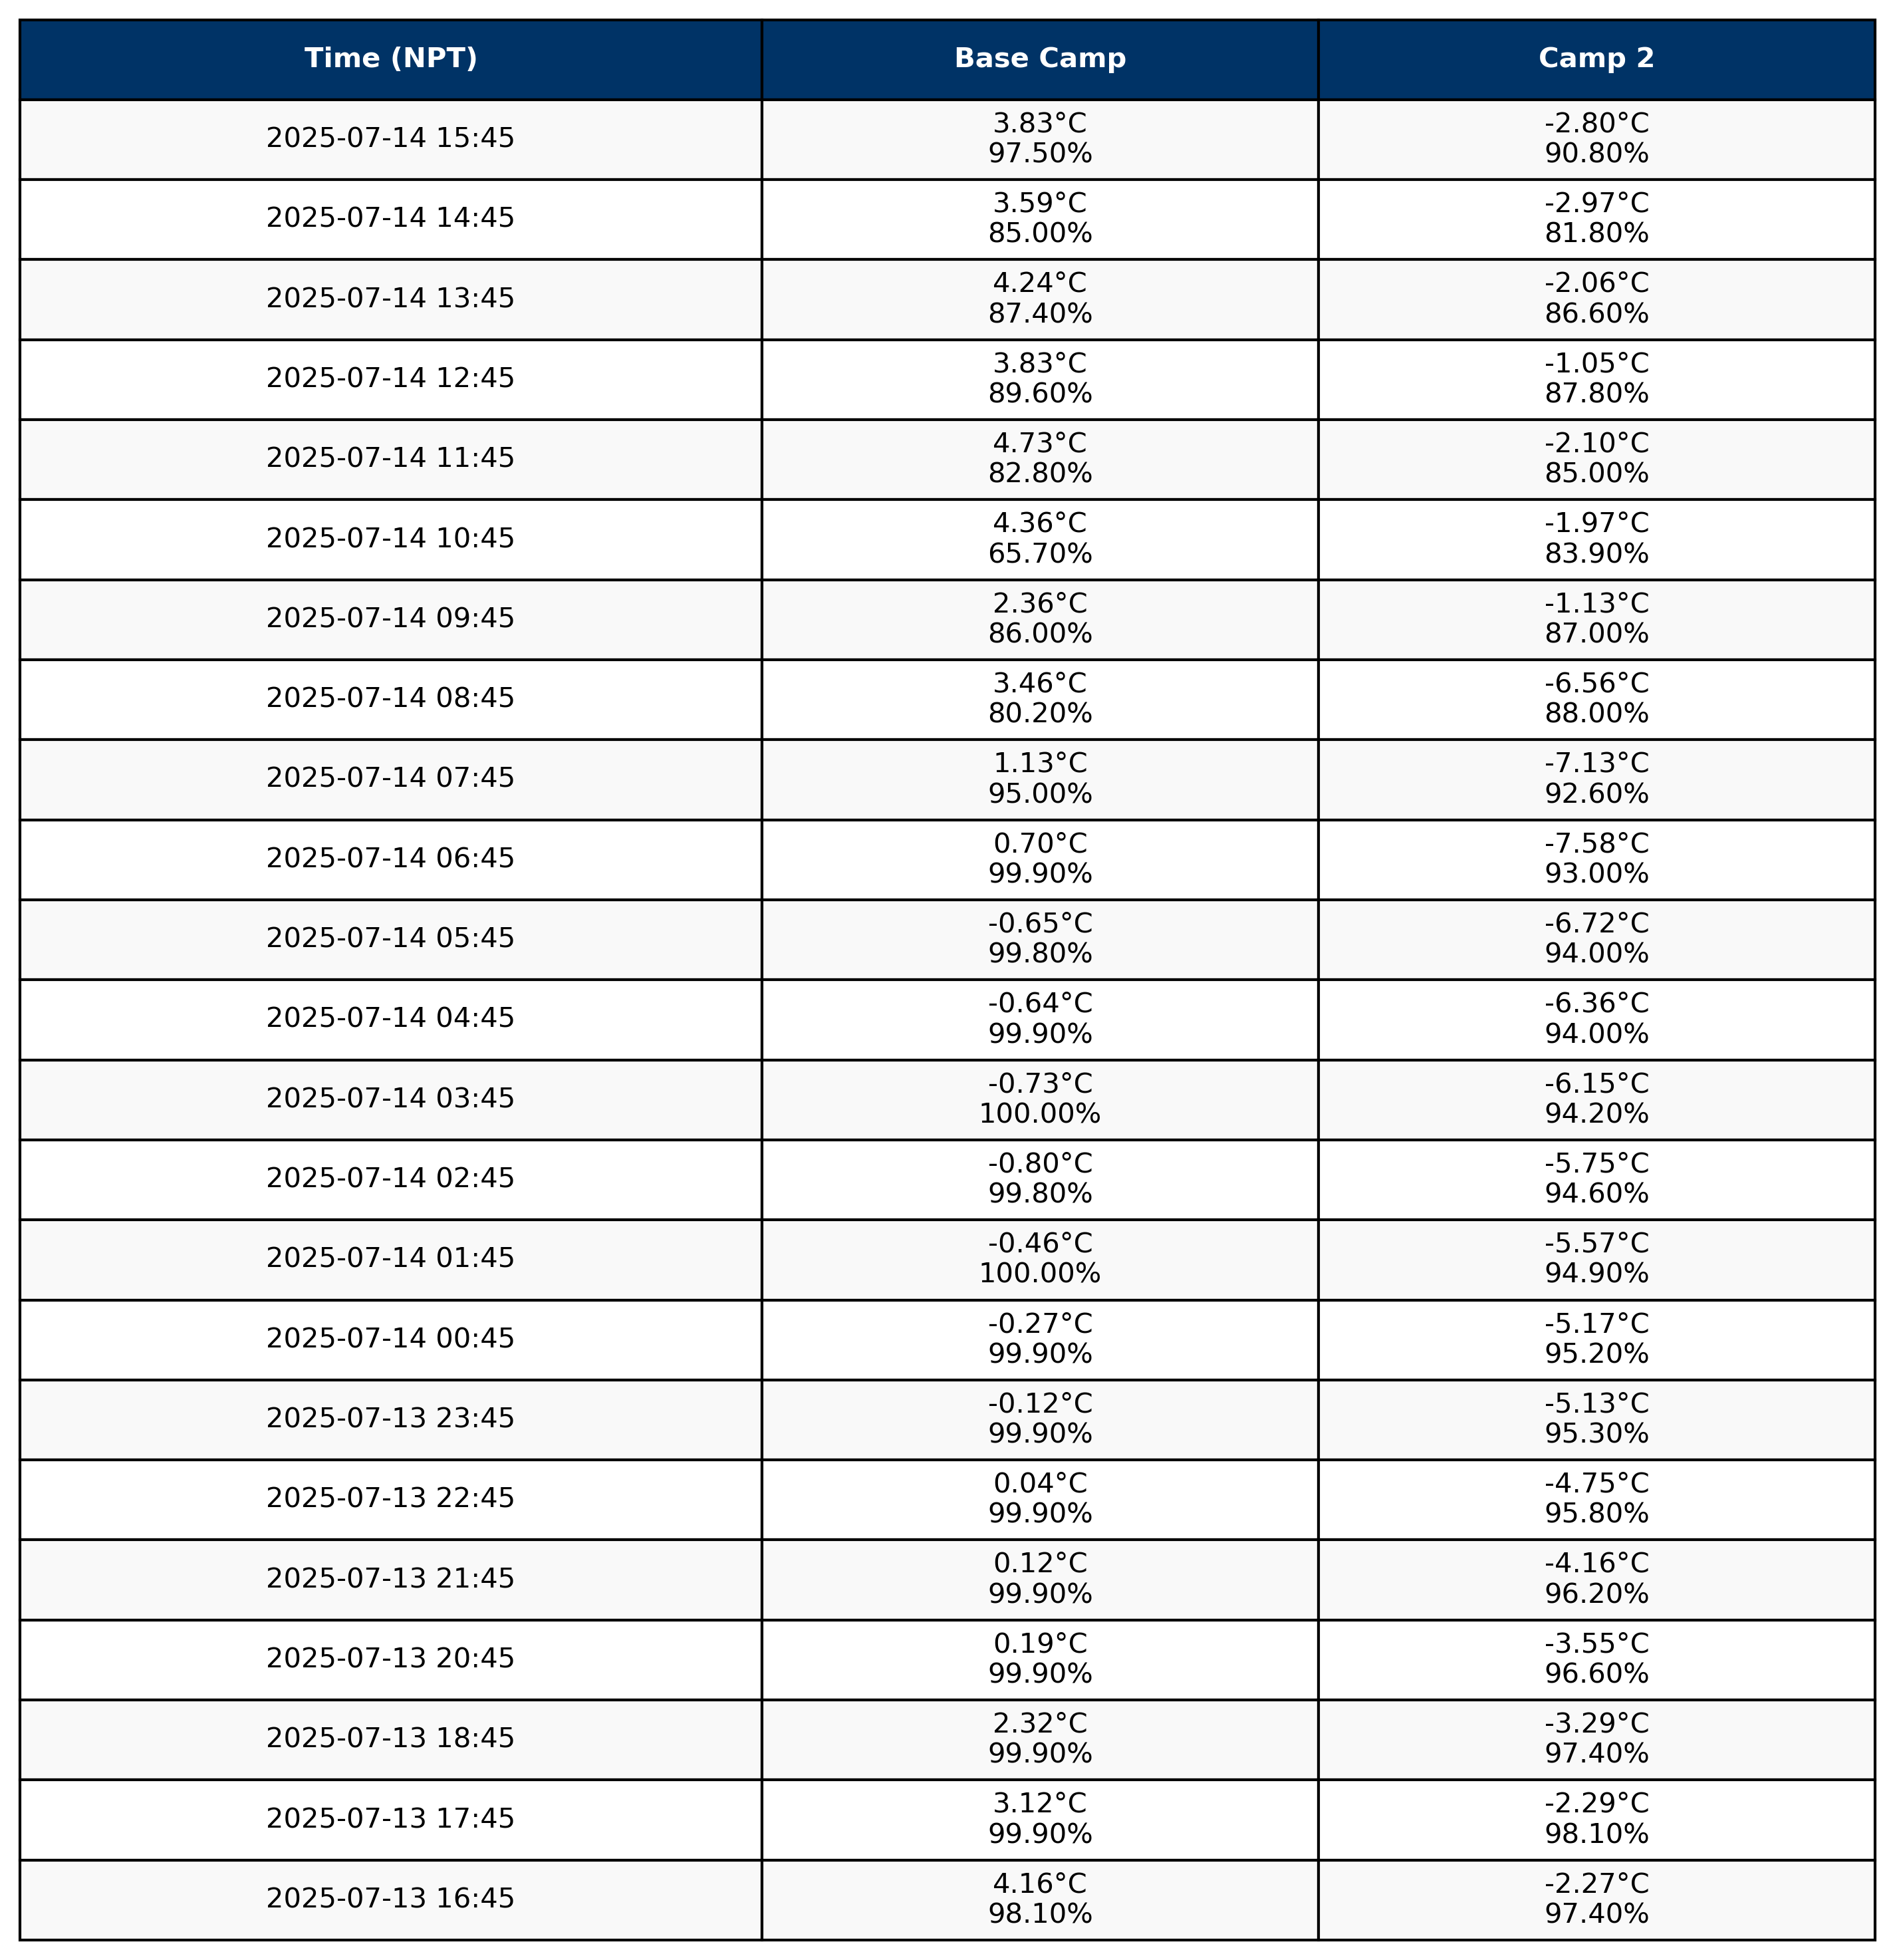 Time (NPT) Base Camp Camp 2
2025-07-14 15:45 3.83°C -2.80°C
97.50% 90.80%
2025-07-14 14:45 3.59°C -2.97°C
85.00% 81.80%
2025-07-14 13:45 4.24°C -2.06°C
87.40% 86.60%
2025-07-14 12:45 3.83°C -1.05°C
89.60% 87.80%
2025-07-14 11:45 4.73°C -2.10°C
82.80% 85.00%
2025-07-14 10:45 4.36°C -1.97°C
65.70% 83.90%
2025-07-14 09:45 2.36°C -1.13°C
86.00% 87.00%
2025-07-14 08:45 3.46°C -6.56°C
80.20% 88.00%
2025-07-14 07:45 1.13°C -7.13°C
95.00% 92.60%
2025-07-14 06:45 0.70°C -7.58°C
99.90% 93.00%
2025-07-14 05:45 -0.65°C -6.72°C
99.80% 94.00%
2025-07-14 04:45 -0.64°C -6.36°C
99.90% 94.00%
2025-07-14 03:45 -0.73°C -6.15°C
100.00% 94.20%
2025-07-14 02:45 -0.80°C -5.75°C
99.80% 94.60%
2025-07-14 01:45 -0.46°C -5.57°C
100.00% 94.90%
2025-07-14 00:45 -0.27°C -5.17°C
99.90% 95.20%
2025-07-13 23:45 -0.12°C -5.13°C
99.90% 95.30%
2025-07-13 22:45 0.04°C -4.75°C
99.90% 95.80%
2025-07-13 21:45 0.12°C -4.16°C
99.90% 96.20%
2025-07-13 20:45 0.19°C -3.55°C
99.90% 96.60%
2025-07-13 18:45 2.32°C -3.29°C
99.90% 97.40%
2025-07-13 17:45 3.12°C -2.29°C
99.90% 98.10%
2025-07-13 16:45 4.16°C -2.27°C
98.10% 97.40%